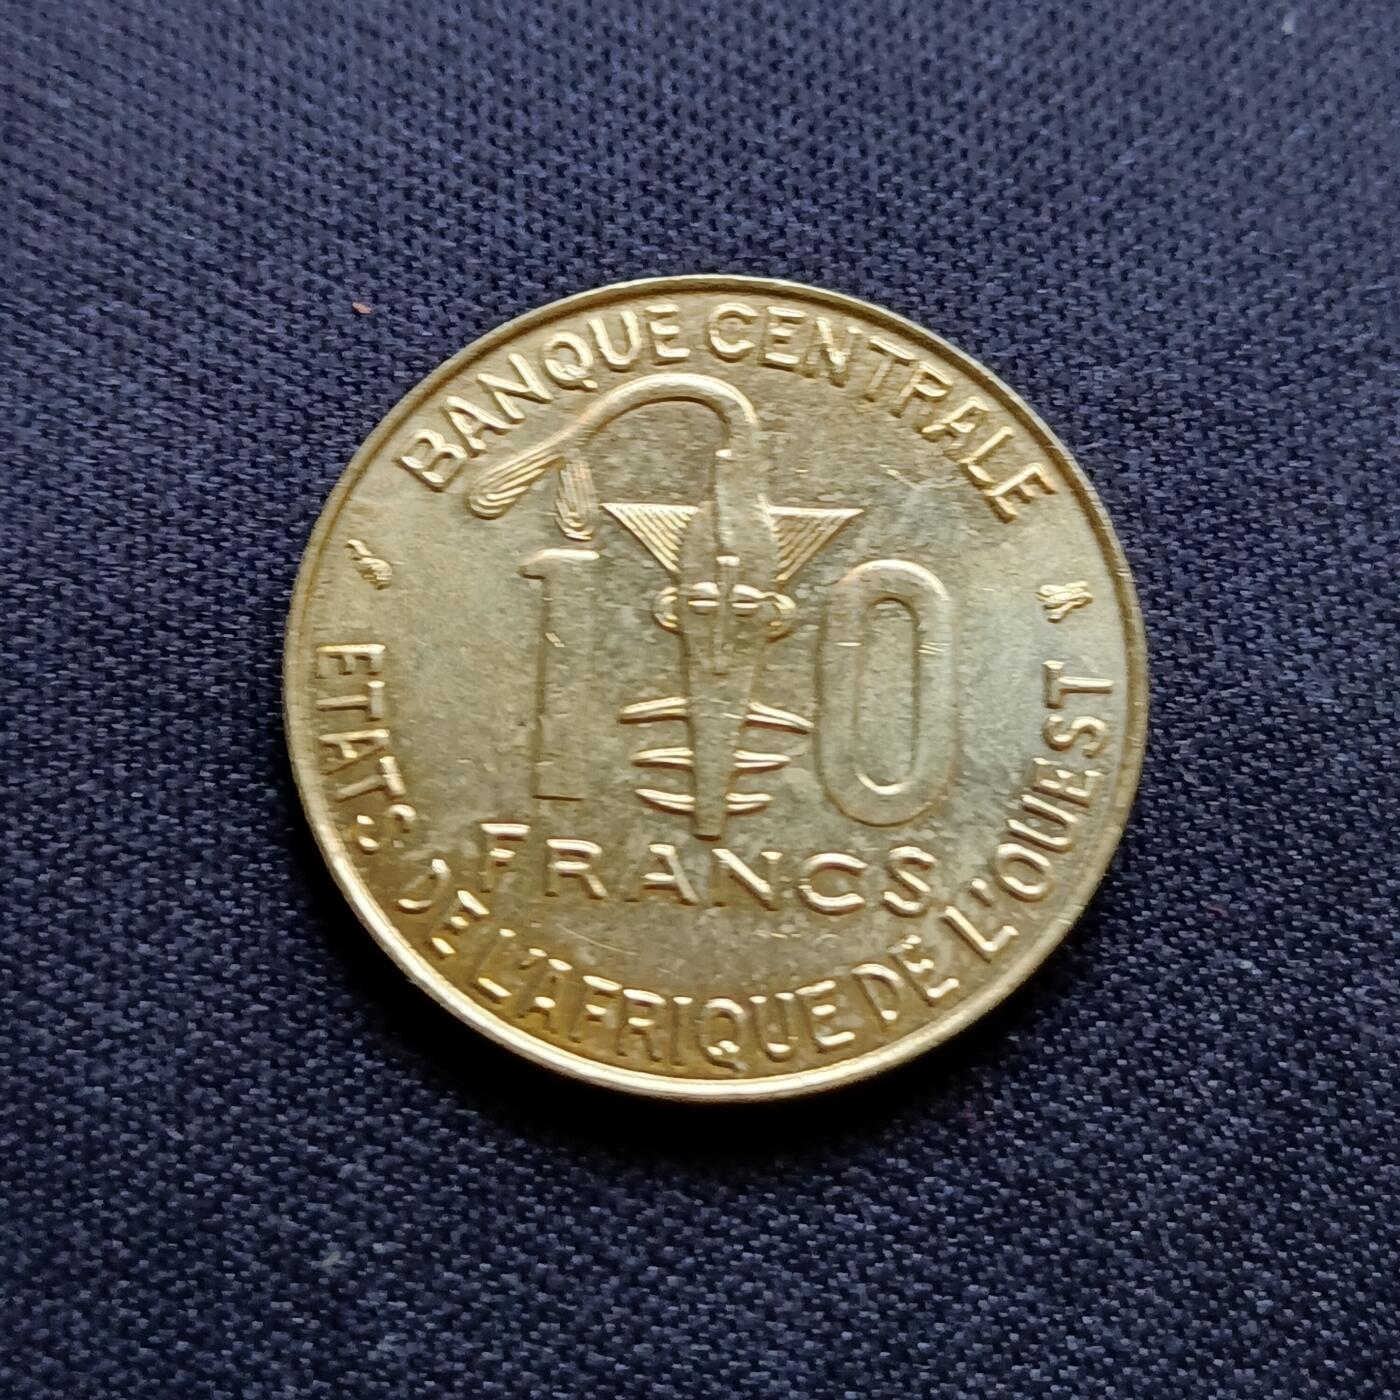 BANQUE CENTRALE
10
FRANCS
ETATS DE L'AFRIQUE DE L'OUEST